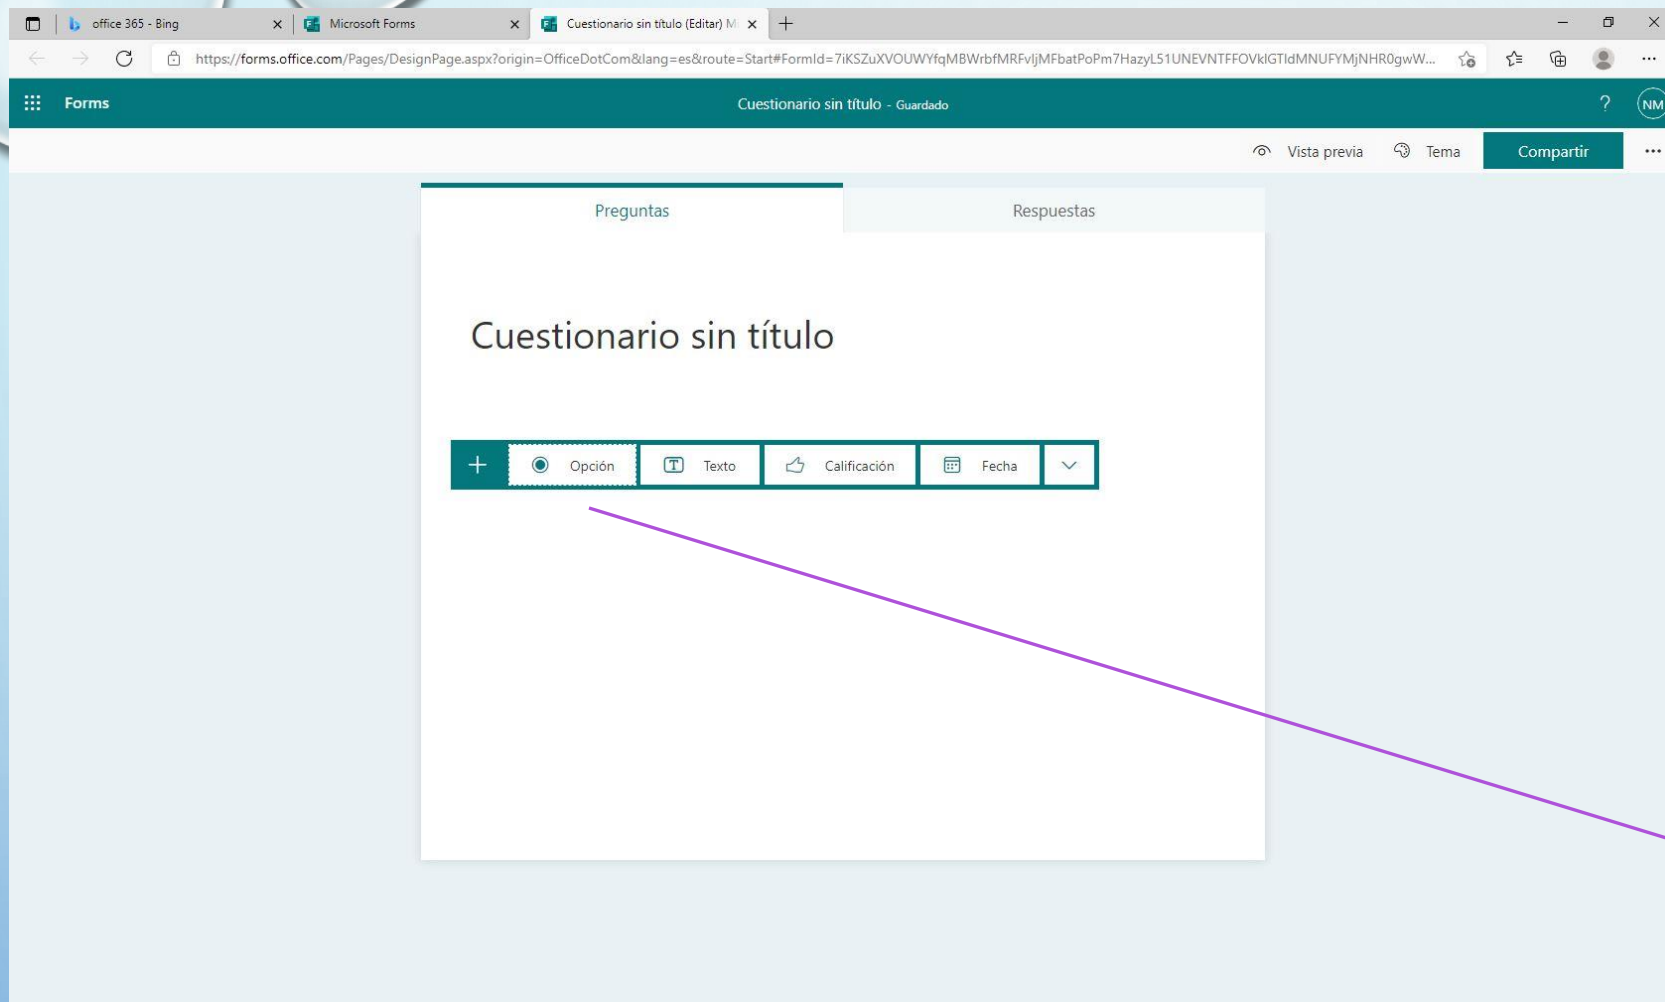 office 365 - Bing
Microsoft Forms
Cuestionario sin título (Editar) M
https://forms.office.com/Pages/DesignPage.aspx?origin=OfficeDotCom&lang=es&route=Start#FormId=
Forms
Cuestionario sin título - Guardado
?
NM
Vista previa
Tema
Compartir
Preguntas
Respuestas
Cuestionario sin título
Opción
Texto
Calificación
Fecha